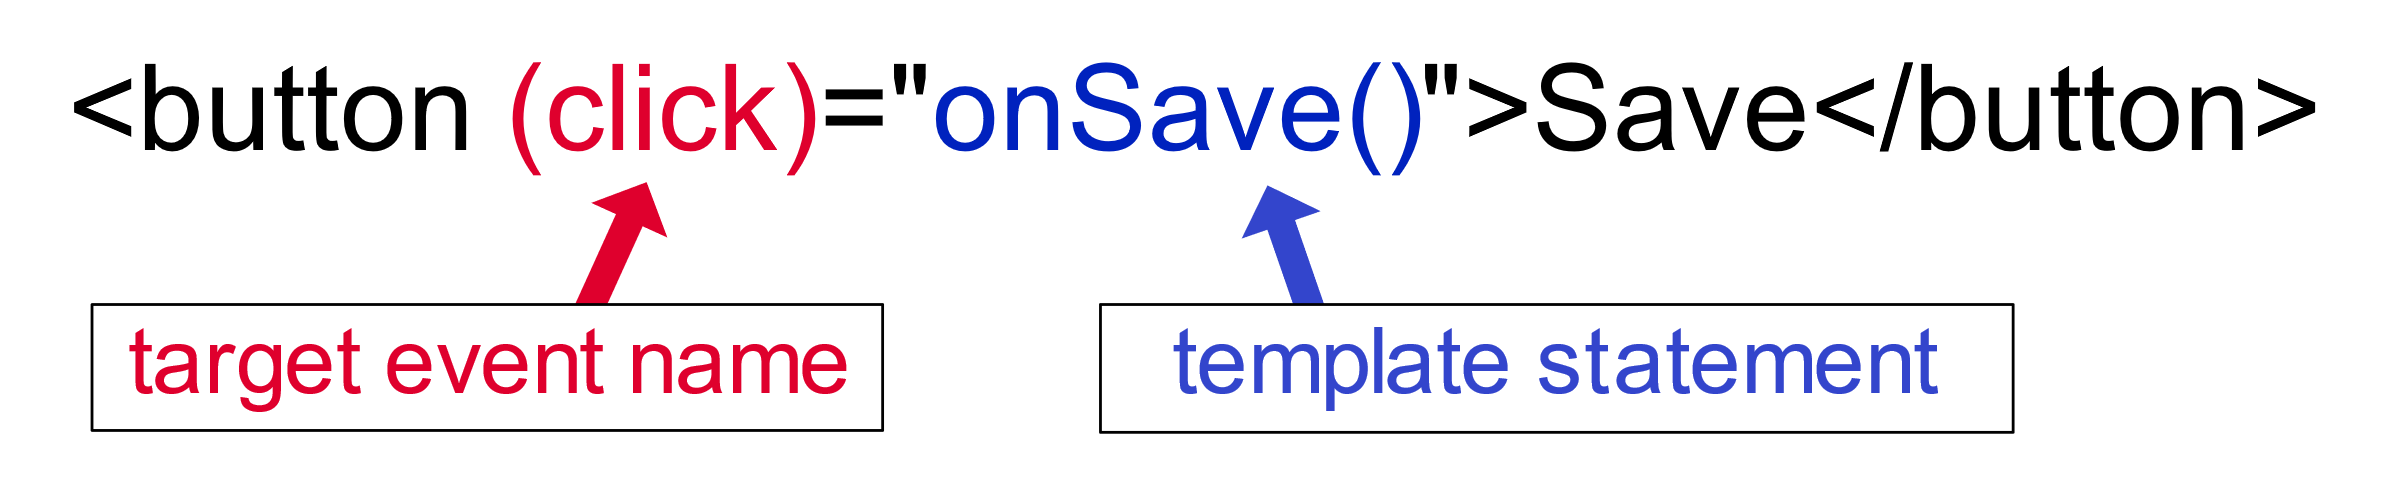 <button (click)="onSave()">Save</button>
target event name
template statement